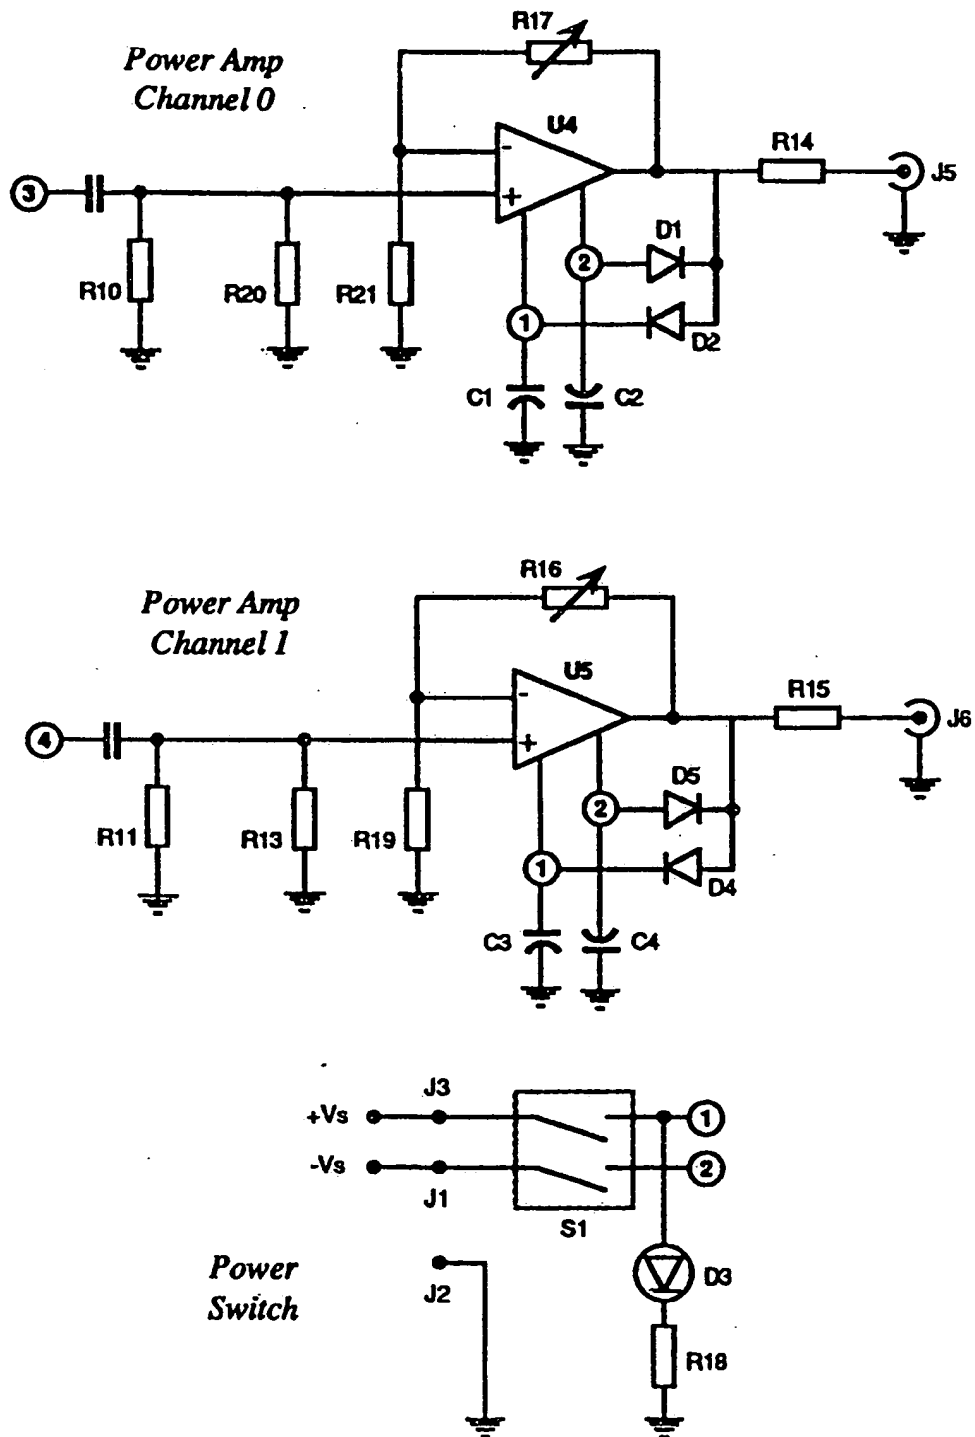 R17
Power Amp
Channel 0
U4
R14
-
3
+
J5
D1
2
R10
R20
R21
1
D2
C1
C2
R16
Power Amp
Channel 1
U5
R15
-
4
+
J6
D5
2
R11
R13
R19
1
D4
C3
C4
J3
+Vs
1
-Vs
2
J1
S1
Power
Switch
J2
D3
R18